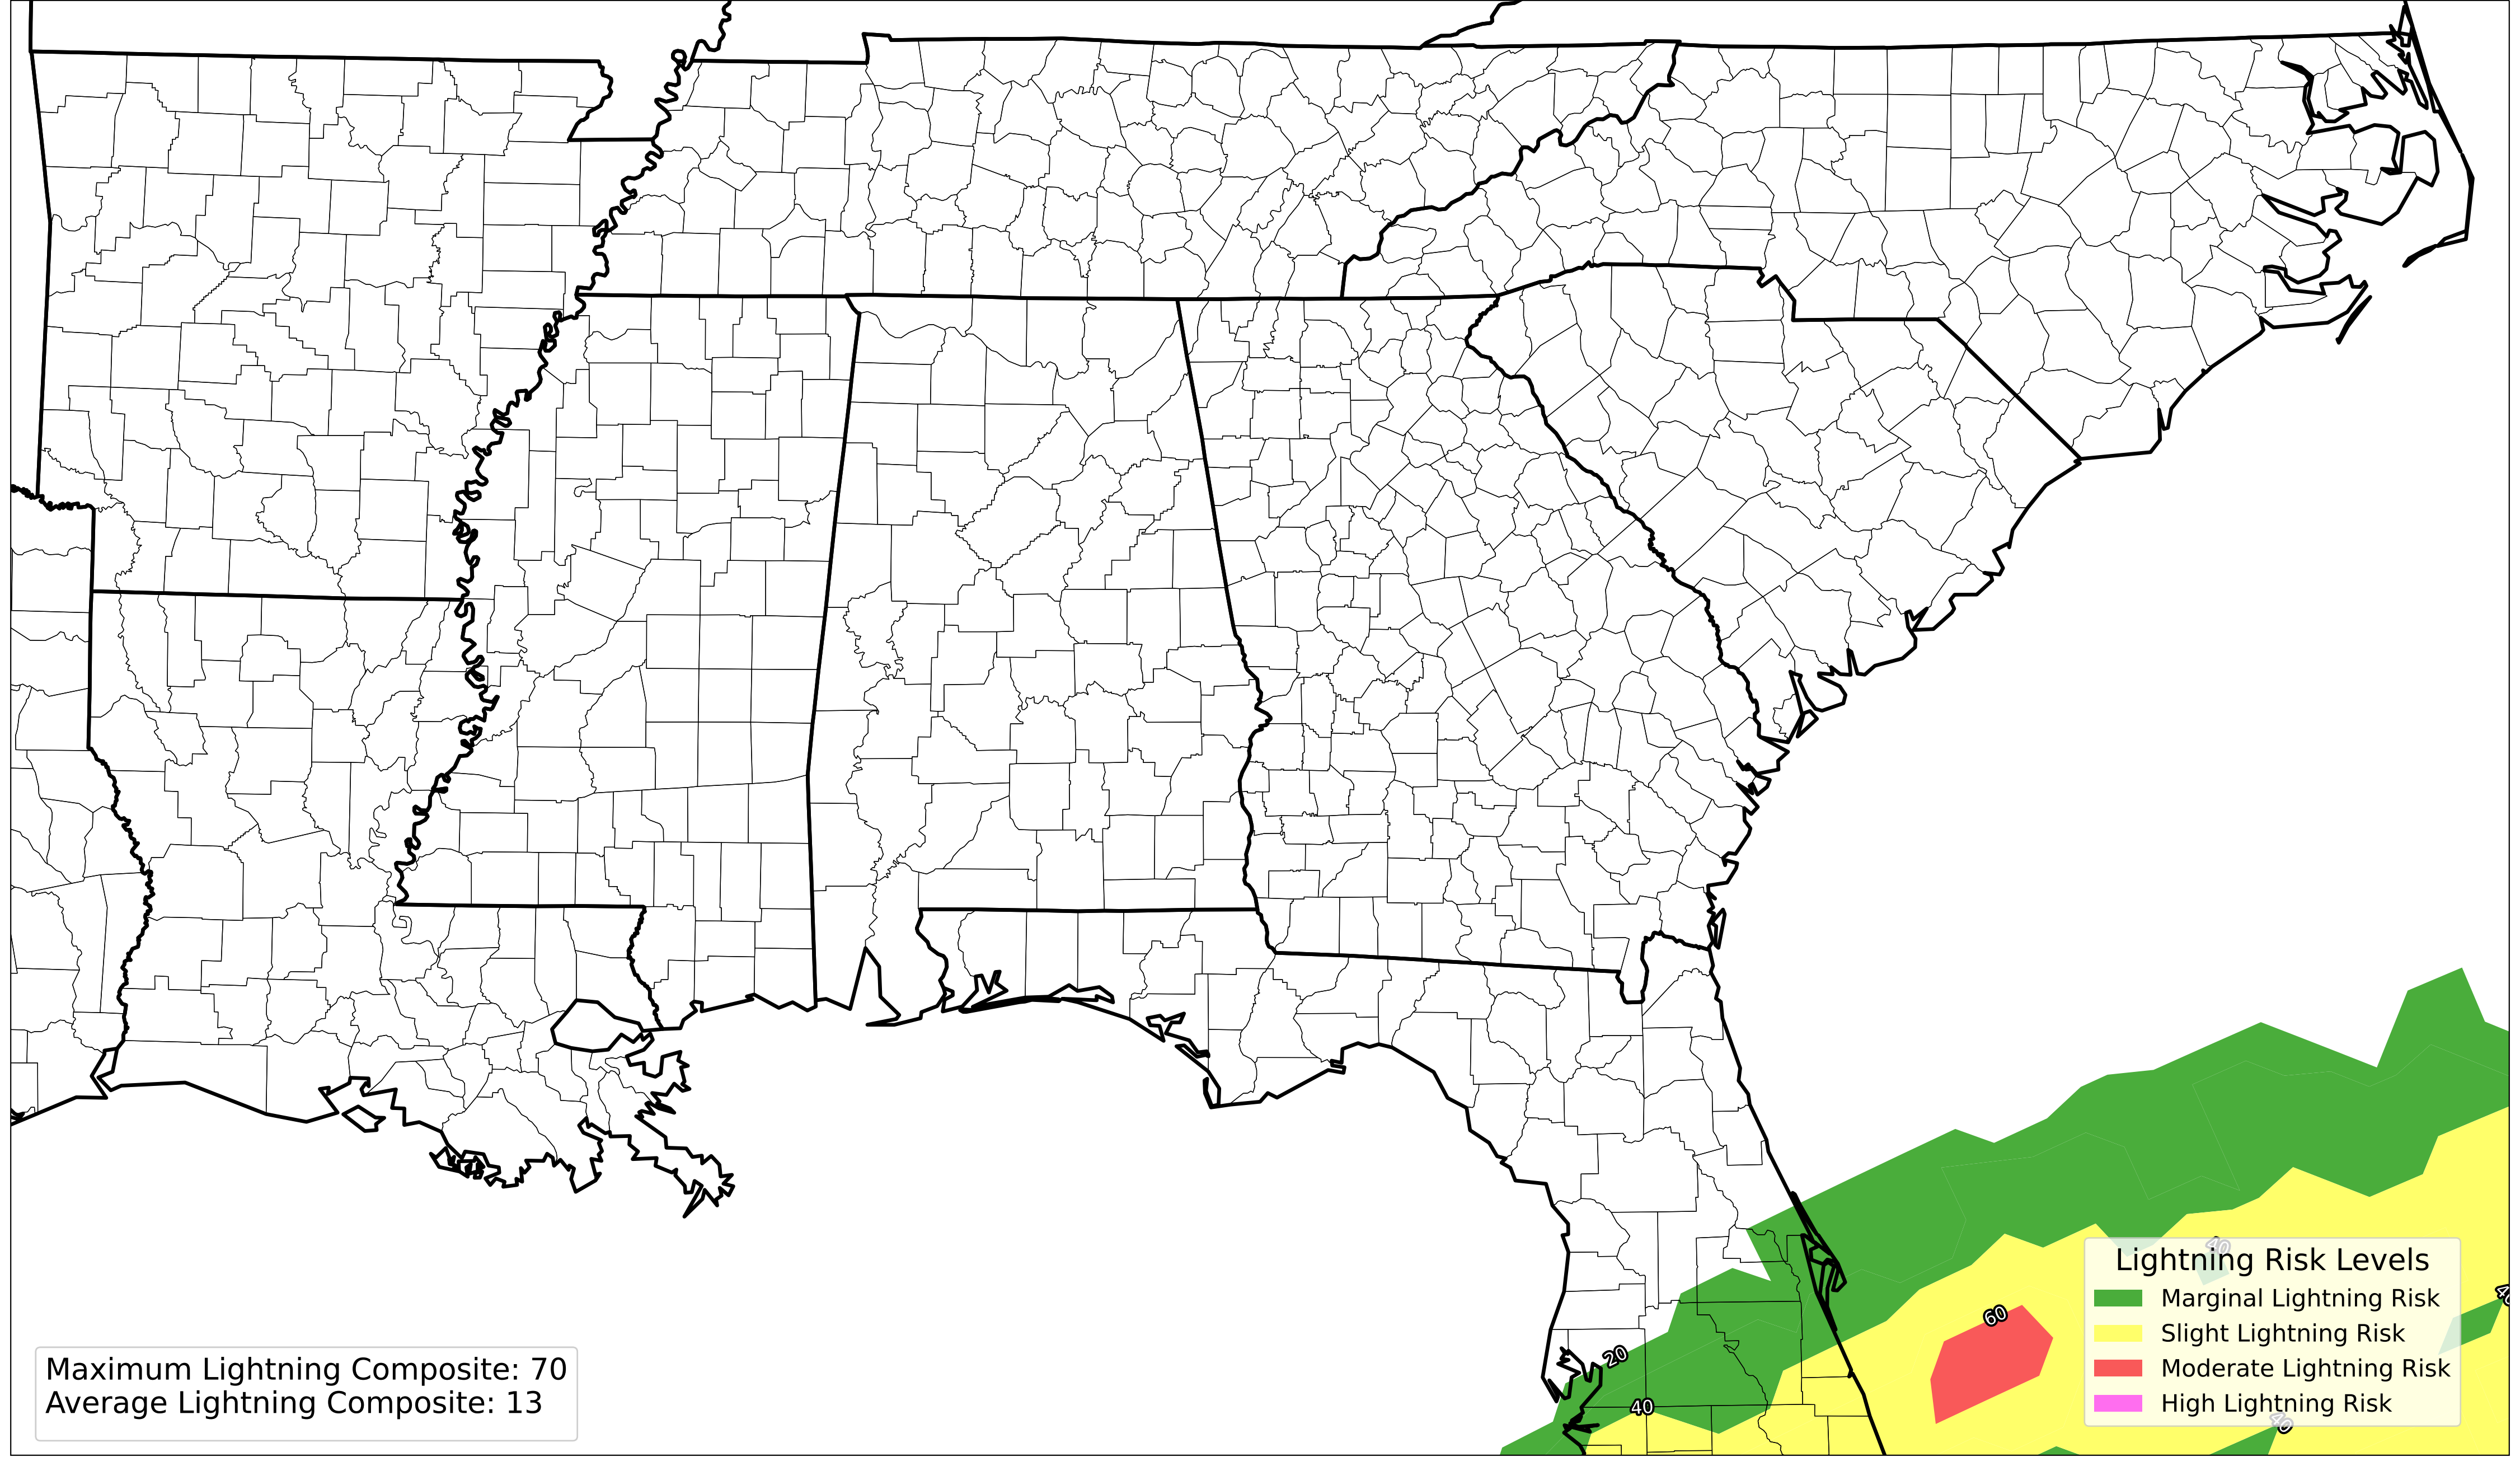 40
Lightning Risk Levels
Marginal Lightning Risk
Slight Lightning Risk
Moderate Lightning Risk
High Lightning Risk
60
20
40
40
Maximum Lightning Composite: 70
Average Lightning Composite: 13